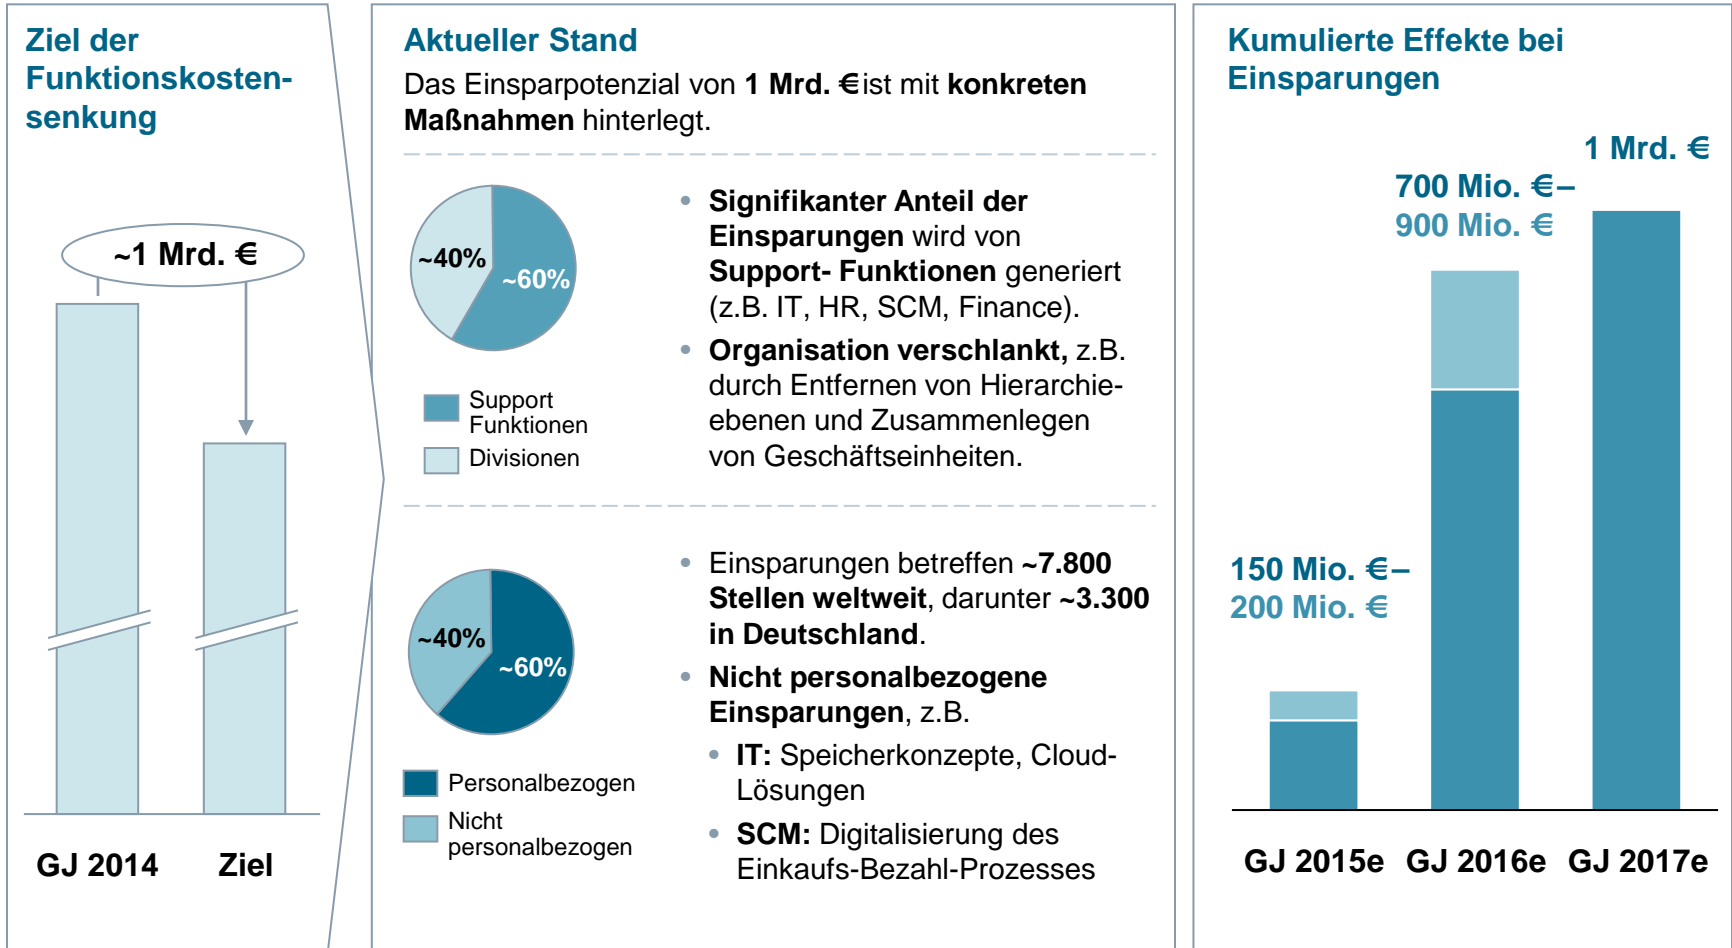 Ziel der
Funktionskosten-
senkung
~1 Mrd. €
GJ 2014
Ziel
Aktueller Stand
Das Einsparpotenzial von 1 Mrd. € ist mit konkreten
Maßnahmen hinterlegt.
~40%
~60%
Support
Funktionen
Divisionen
• Signifikanter Anteil der
Einsparungen wird von
Support- Funktionen generiert
(z.B. IT, HR, SCM, Finance).
• Organisation verschlankt, z.B.
durch Entfernen von Hierarchie-
ebenen und Zusammenlegen
von Geschäftseinheiten.
~40%
~60%
Personalbezogen
Nicht
personalbezogen
• Einsparungen betreffen ~7.800
Stellen weltweit, darunter ~3.300
in Deutschland.
• Nicht personalbezogene
Einsparungen, z.B.
• IT: Speicherkonzepte, Cloud-
Lösungen
• SCM: Digitalisierung des
Einkaufs-Bezahl-Prozesses
Kumulierte Effekte bei
Einsparungen
150 Mio. €–
200 Mio. €
700 Mio. €–
900 Mio. €
1 Mrd. €
GJ 2015e
GJ 2016e
GJ 2017e